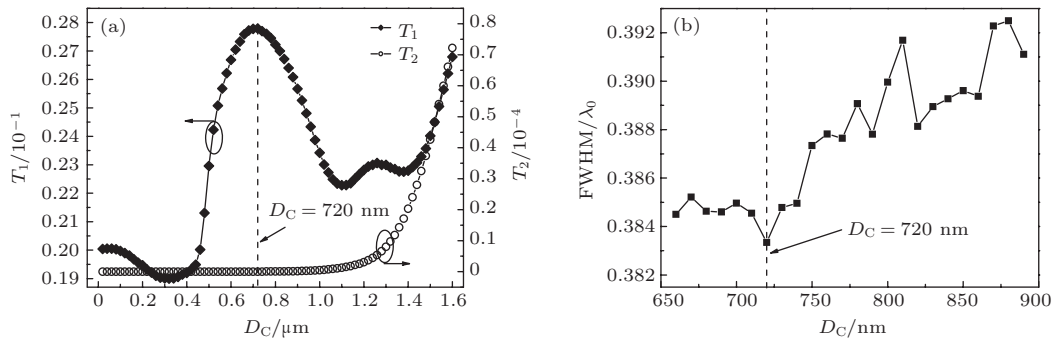 (a)
T₁
T₂
0.28
0.27
0.26
0.25
0.24
0.23
0.22
0.21
0.20
0.19
T₁/10⁻¹
0.8
0.7
0.6
0.5
0.4
0.3
0.2
0.1
0
T₂/10⁻⁴
D_C = 720 nm
0 0.2 0.4 0.6 0.8 1.0 1.2 1.4 1.6
D_C/μm
(b)
0.392
0.390
0.388
0.386
0.384
0.382
FWHM/λ₀
D_C = 720 nm
650 700 750 800 850 900
D_C/nm